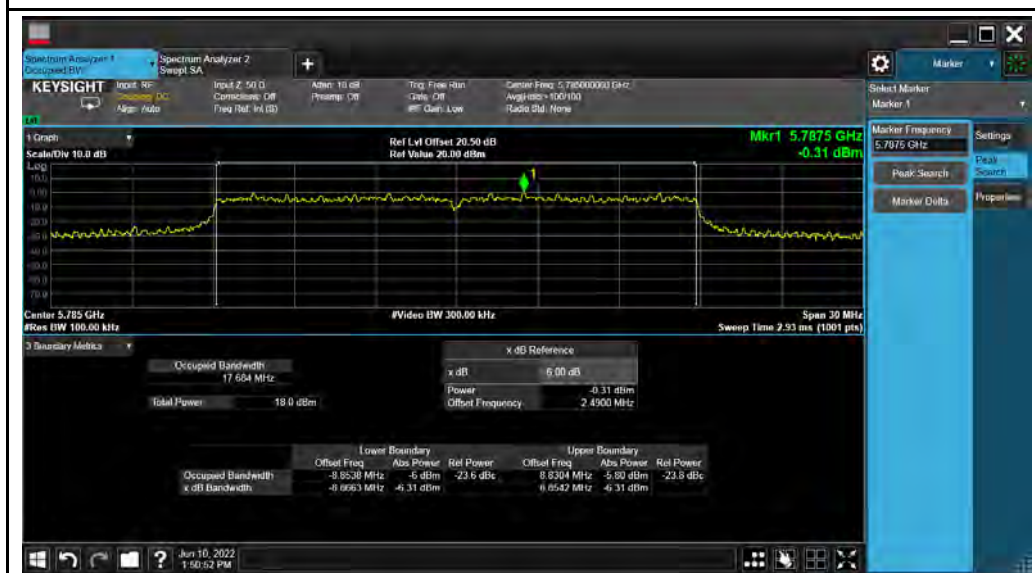 Spectrum Analyzer 1
Occupied BW
Spectrum Analyzer 2
Swept SA
+
Marker
KEYSIGHT
Input: RF
Coupling: DC
Align: Auto
Input Z: 50 Ω
Corrections: Off
Freq Ref: Int (S)
Atten: 10 dB
Preamp: Off
Trig: Free Run
Gate: Off
#IF Gain: Low
Center Freq: 5.785000000 GHz
Avg|Hold:>100/100
Radio Std: None
Select Marker
Marker 1
Marker Frequency
5.7875 GHz
Peak Search
Marker Delta
Settings
Peak
Search
Properties
1 Graph
Scale/Div 10.0 dB
Log
Ref Lvl Offset 20.50 dB
Ref Value 20.00 dBm
Mkr1 5.7875 GHz
-0.31 dBm
1
Center 5.785 GHz
#Res BW 100.00 kHz
#Video BW 300.00 kHz
Span 30 MHz
Sweep Time 2.93 ms (1001 pts)
3 Boundary Metrics
Occupied Bandwidth
17.684 MHz
Total Power 18.0 dBm
x dB Reference
x dB 6.00 dB
Power -0.31 dBm
Offset Frequency 2.4900 MHz
Lower Boundary Upper Boundary
Offset Freq Abs Power Rel Power Offset Freq Abs Power Rel Power
Occupied Bandwidth -8.8538 MHz -6 dBm -23.6 dBc 8.8304 MHz -5.80 dBm -23.8 dBc
x dB Bandwidth -6.31 dBm -6.31 dBm
?
Jun 10, 2022
1:50:52 PM